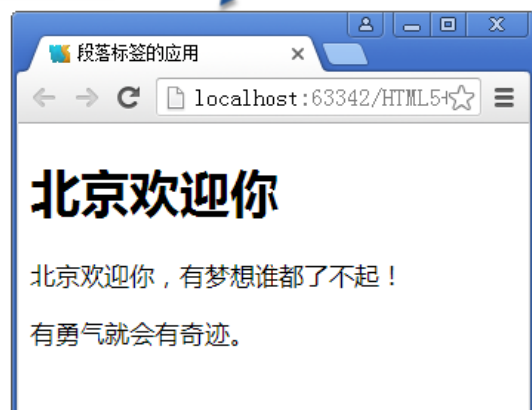 段落标签的应用
localhost:63342/HTML5
北京欢迎你
北京欢迎你，有梦想谁都了不起！
有勇气就会有奇迹。